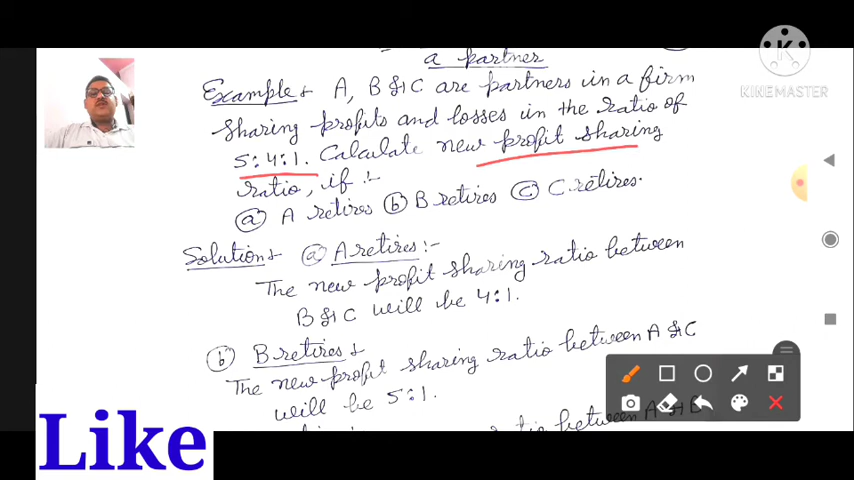 a partner
KINEMASTER
Example :- A, B & C are partners in a firm
sharing profits and losses in the ratio of
5:4:1. Calculate new profit sharing
ratio, if :-
(a) A retires (b) B retires (c) C retires.
Solution :- (a) A retires :-
The new profit sharing ratio between
B & C will be 4:1.
(b) B retires :-
The new profit sharing ratio between A & C
will be 5:1.
between A & B
Like